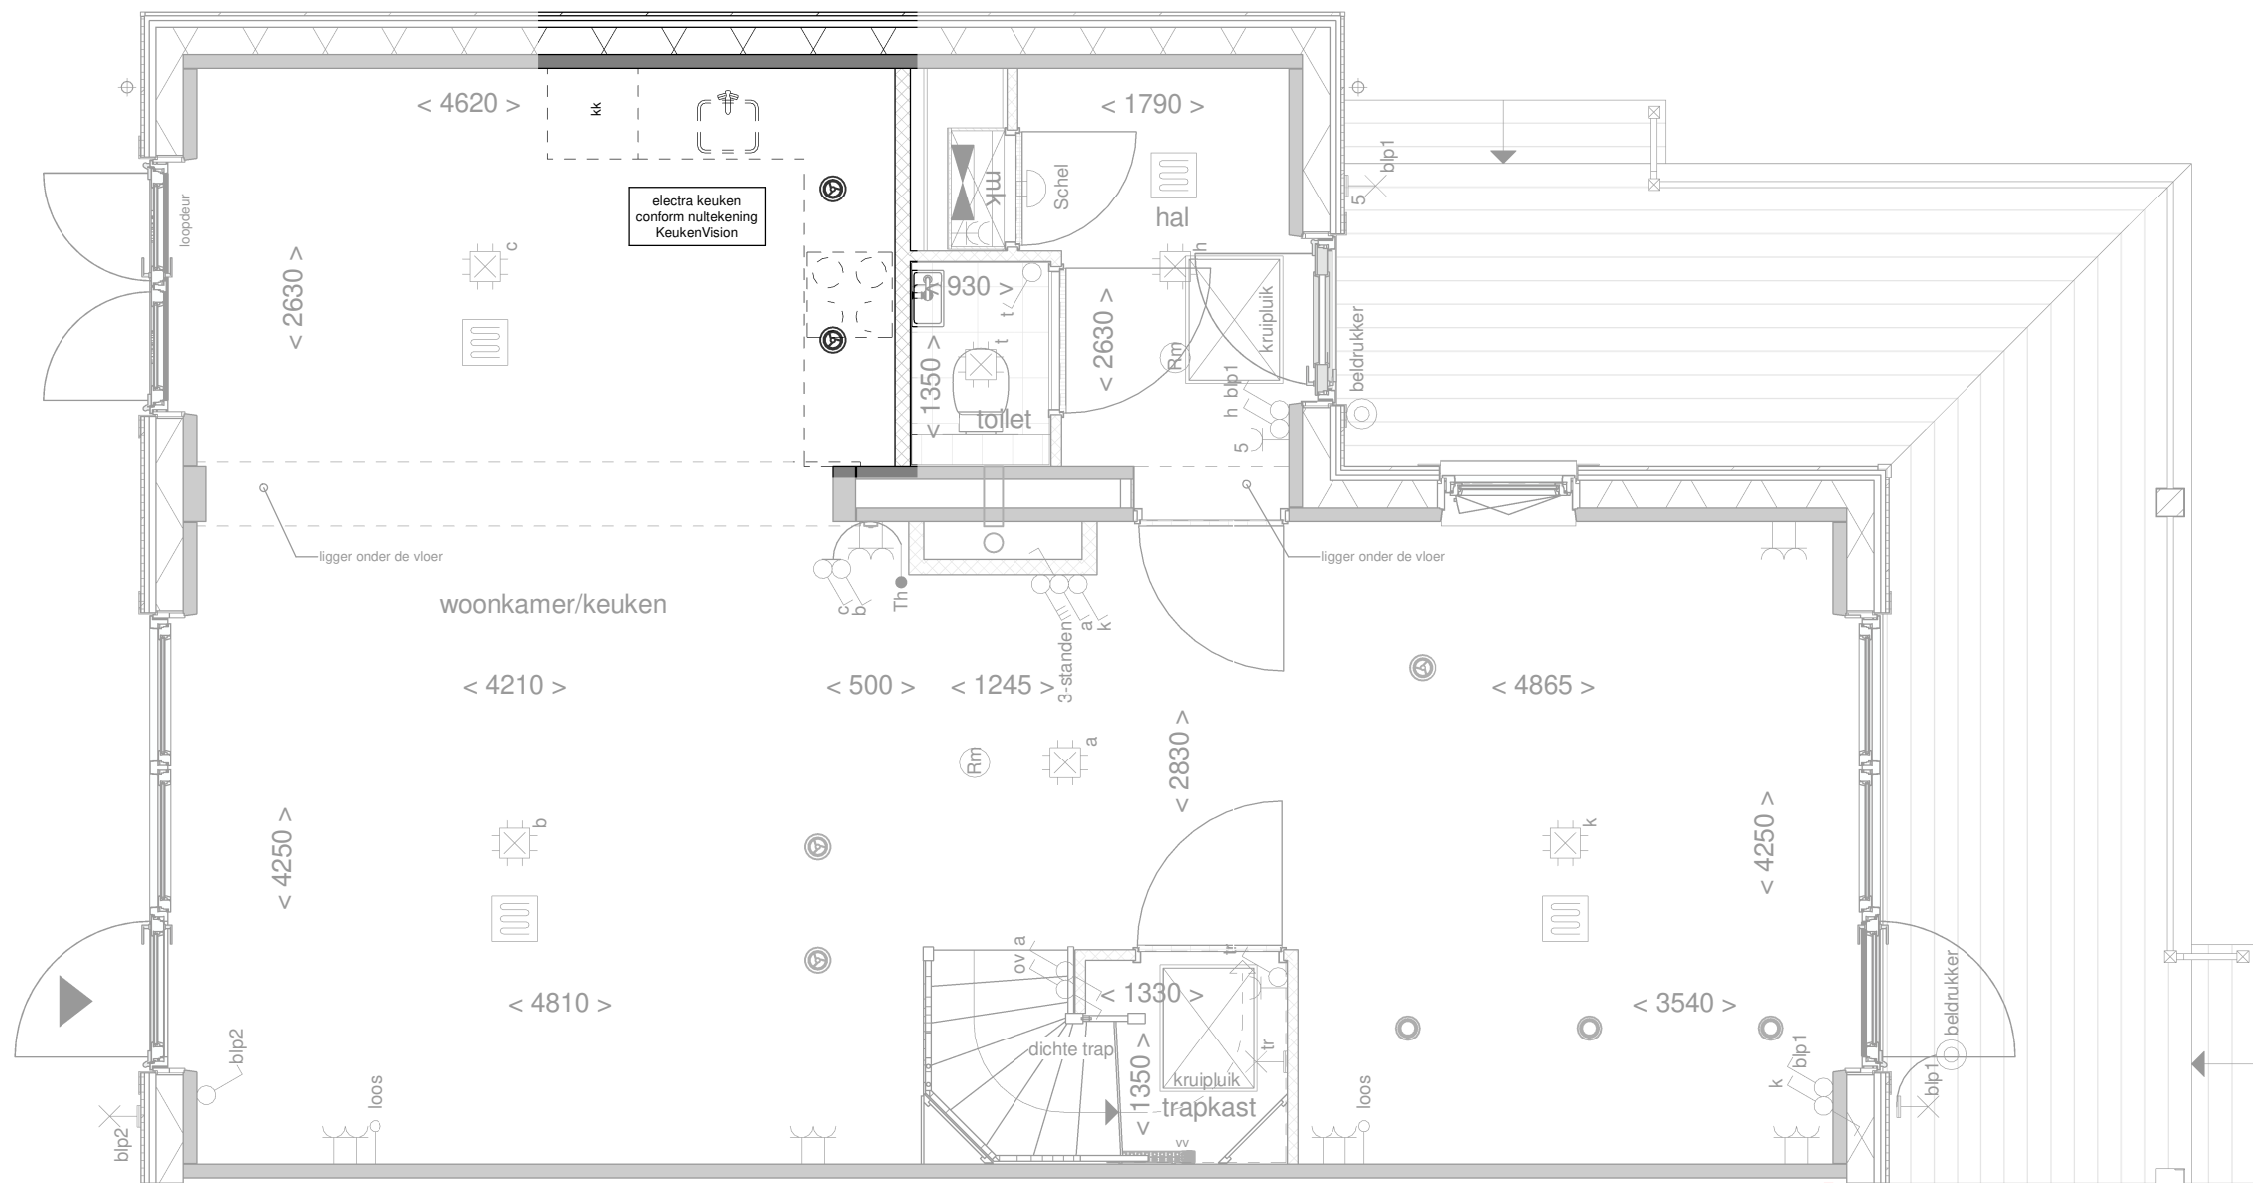 < 4620 >
kk
< 1790 >
blp1
5
loopdeur
electra keuken
conform nultekening
KeukenVision
mk
Schel
hal
c
h
< 2630 >
< 930 >
t
t
< 2630 >
kruipluik
Rm
beldrukker
< 1350 >
toilet
h
blp1
5
ligger onder de vloer
ligger onder de vloer
c
b
Th
3-standen
a
k
woonkamer/keuken
< 4210 >
< 500 >
< 1245 >
< 4865 >
< 2830 >
Rm
a
b
k
< 4250 >
< 4250 >
ov
a
tr
< 4810 >
< 1330 >
< 3540 >
beldrukker
dichte trap
< 1350 >
tr
kruipluik
trapkast
vv
blp2
blp2
loos
loos
k
blp1
blp1